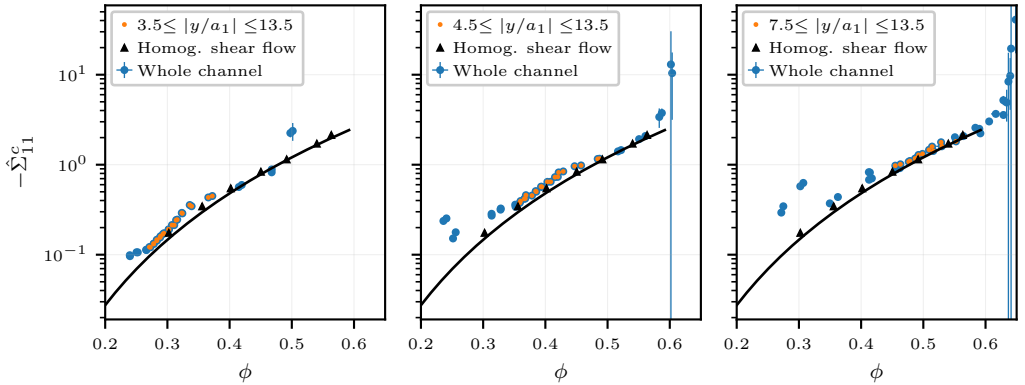 3.5≤ |y/a₁| ≤13.5
Homog. shear flow
Whole channel
4.5≤ |y/a₁| ≤13.5
Homog. shear flow
Whole channel
7.5≤ |y/a₁| ≤13.5
Homog. shear flow
Whole channel
10¹
10⁰
10⁻¹
−Σ̂ᶜ₁₁
0.2 0.3 0.4 0.5 0.6
0.2 0.3 0.4 0.5 0.6
0.2 0.3 0.4 0.5 0.6
ϕ
ϕ
ϕ